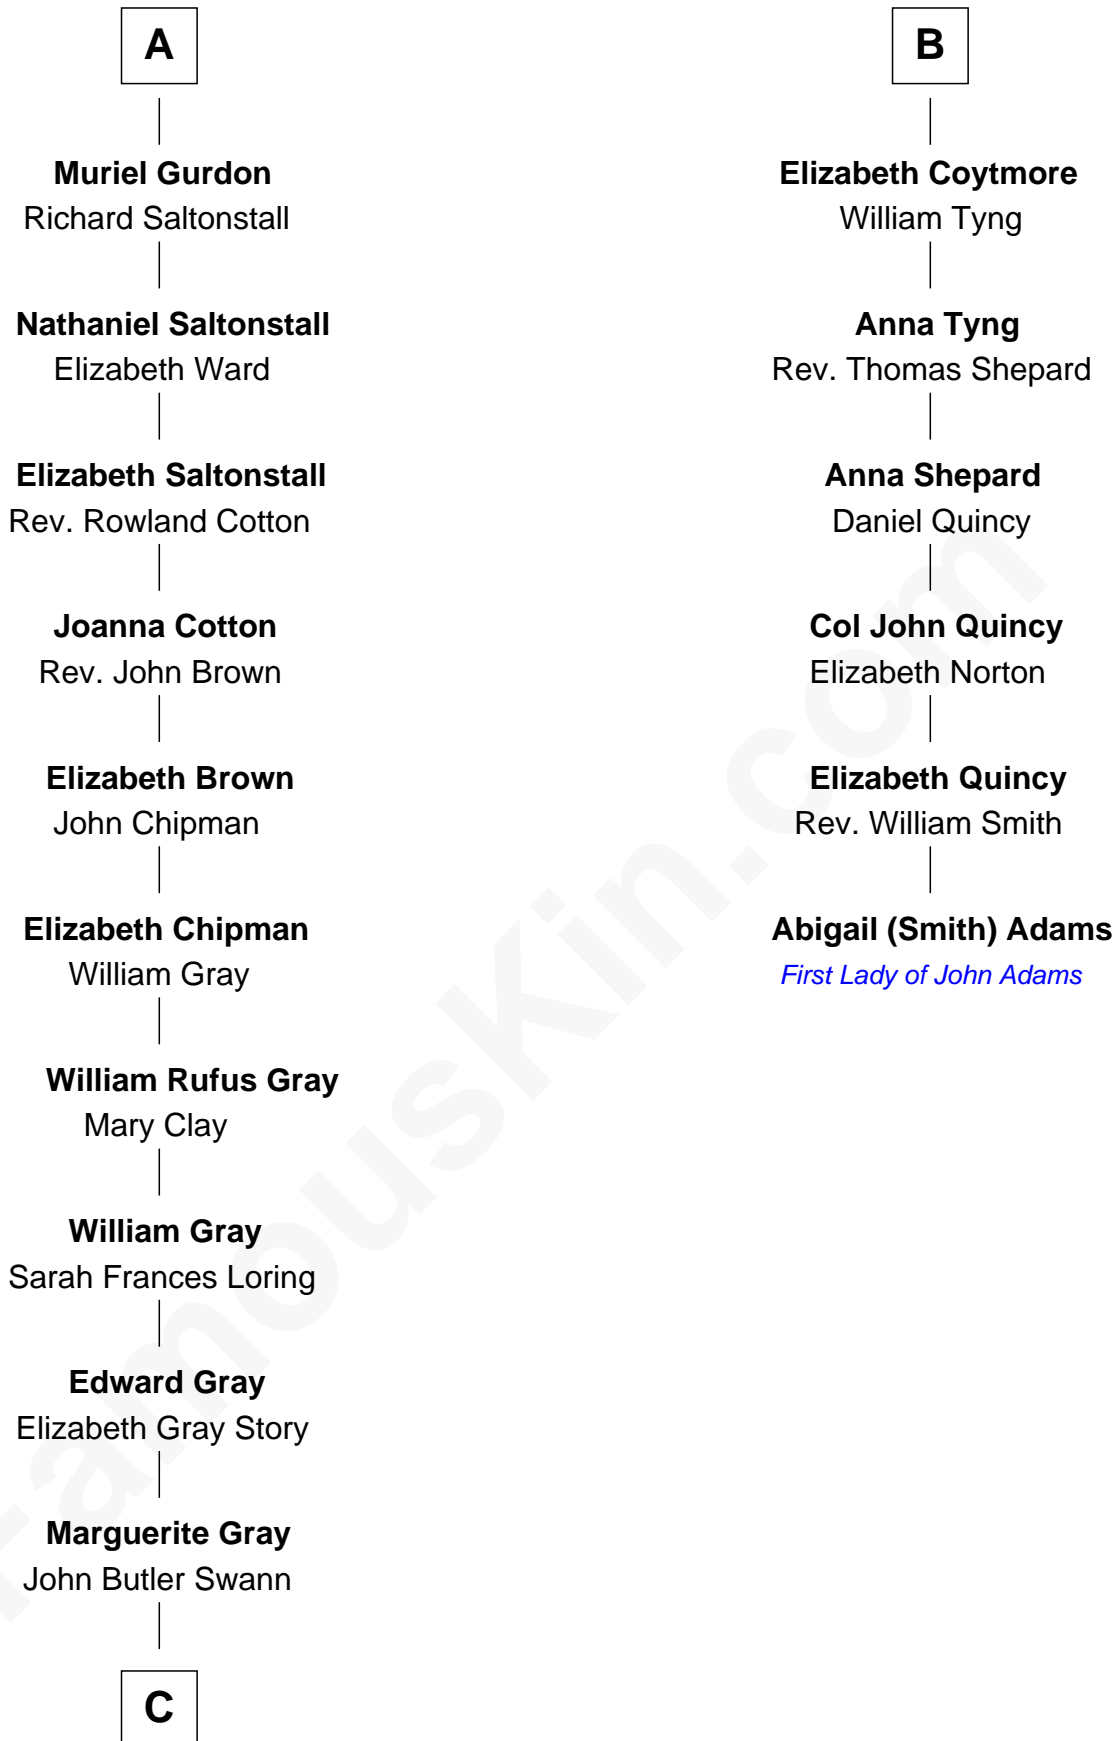 A
Muriel Gurdon
Richard Saltonstall
Nathaniel Saltonstall
Elizabeth Ward
Elizabeth Saltonstall
Rev. Rowland Cotton
Joanna Cotton
Rev. John Brown
Elizabeth Brown
John Chipman
Elizabeth Chipman
William Gray
William Rufus Gray
Mary Clay
William Gray
Sarah Frances Loring
Edward Gray
Elizabeth Gray Story
Marguerite Gray
John Butler Swann
C
B
Elizabeth Coytmore
William Tyng
Anna Tyng
Rev. Thomas Shepard
Anna Shepard
Daniel Quincy
Col John Quincy
Elizabeth Norton
Elizabeth Quincy
Rev. William Smith
Abigail (Smith) Adams
First Lady of John Adams
FamousKin.com